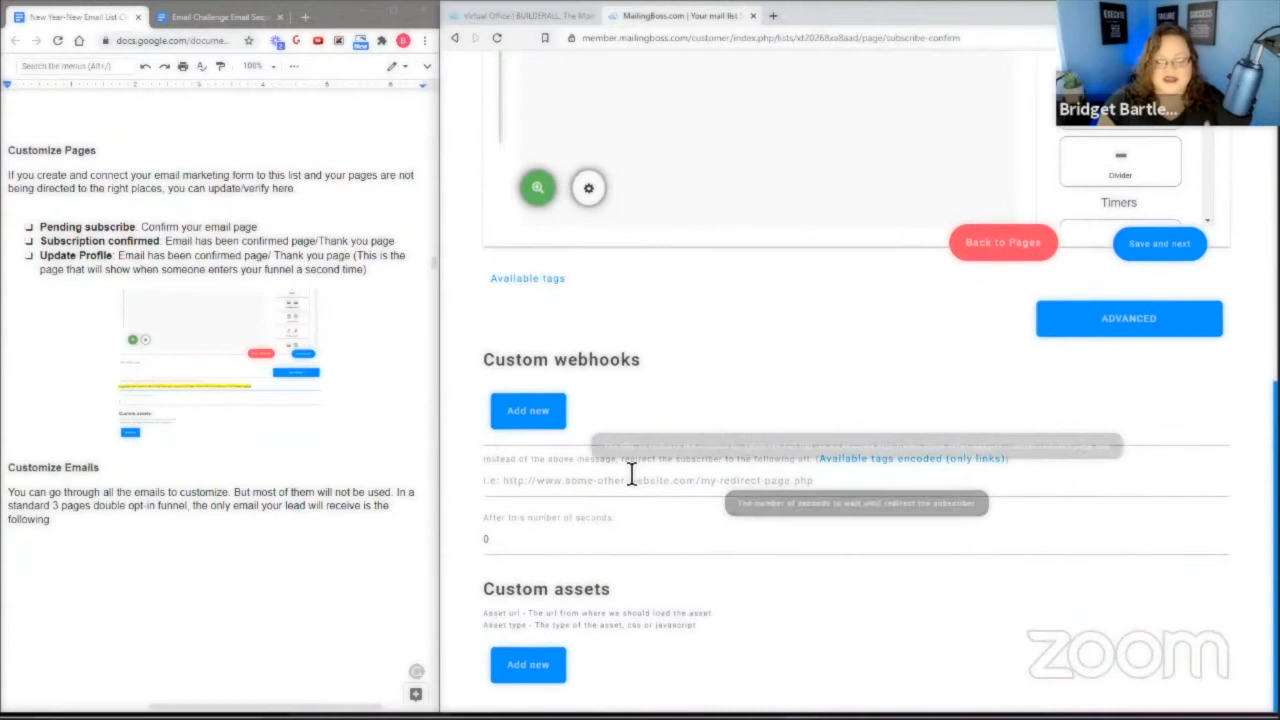 New Year-New Email List C
Email Challenge Email Seq
docs.google.com/docume...
Search the menus (Alt+/)
100%
Customize Pages
If you create and connect your email marketing form to this list and your pages are not
being directed to the right places, you can update/verify here.
Pending subscribe: Confirm your email page
Subscription confirmed: Email has been confirmed page/Thank you page
Update Profile: Email has been confirmed page/ Thank you page (This is the
page that will show when someone enters your funnel a second time)
Customize Emails
You can go through all the emails to customize. But most of them will not be used. In a
standard 3 pages double opt-in funnel, the only email your lead will receive is the
following
Virtual Office | BUILDERALL, The Mar
MailingBoss.com | Your mail list S
member.mailingboss.com/customer/index.php/lists/xt20268xa8aad/page/subscribe-confirm
Bridget Bartle...
EXECUTE
FAILURE
SUCCESS
Divider
Timers
Back to Pages
Save and next
Available tags
ADVANCED
Custom webhooks
Add new
Instead of the above message, redirect the subscriber to the following url: (Available tags encoded (only links))
i.e: http://www.some-other-website.com/my-redirect-page.php
The number of seconds to wait until redirect the subscriber
After this number of seconds:
0
Custom assets
Asset url - The url from where we should load the asset.
Asset type - The type of the asset, css or javascript
Add new
zoom